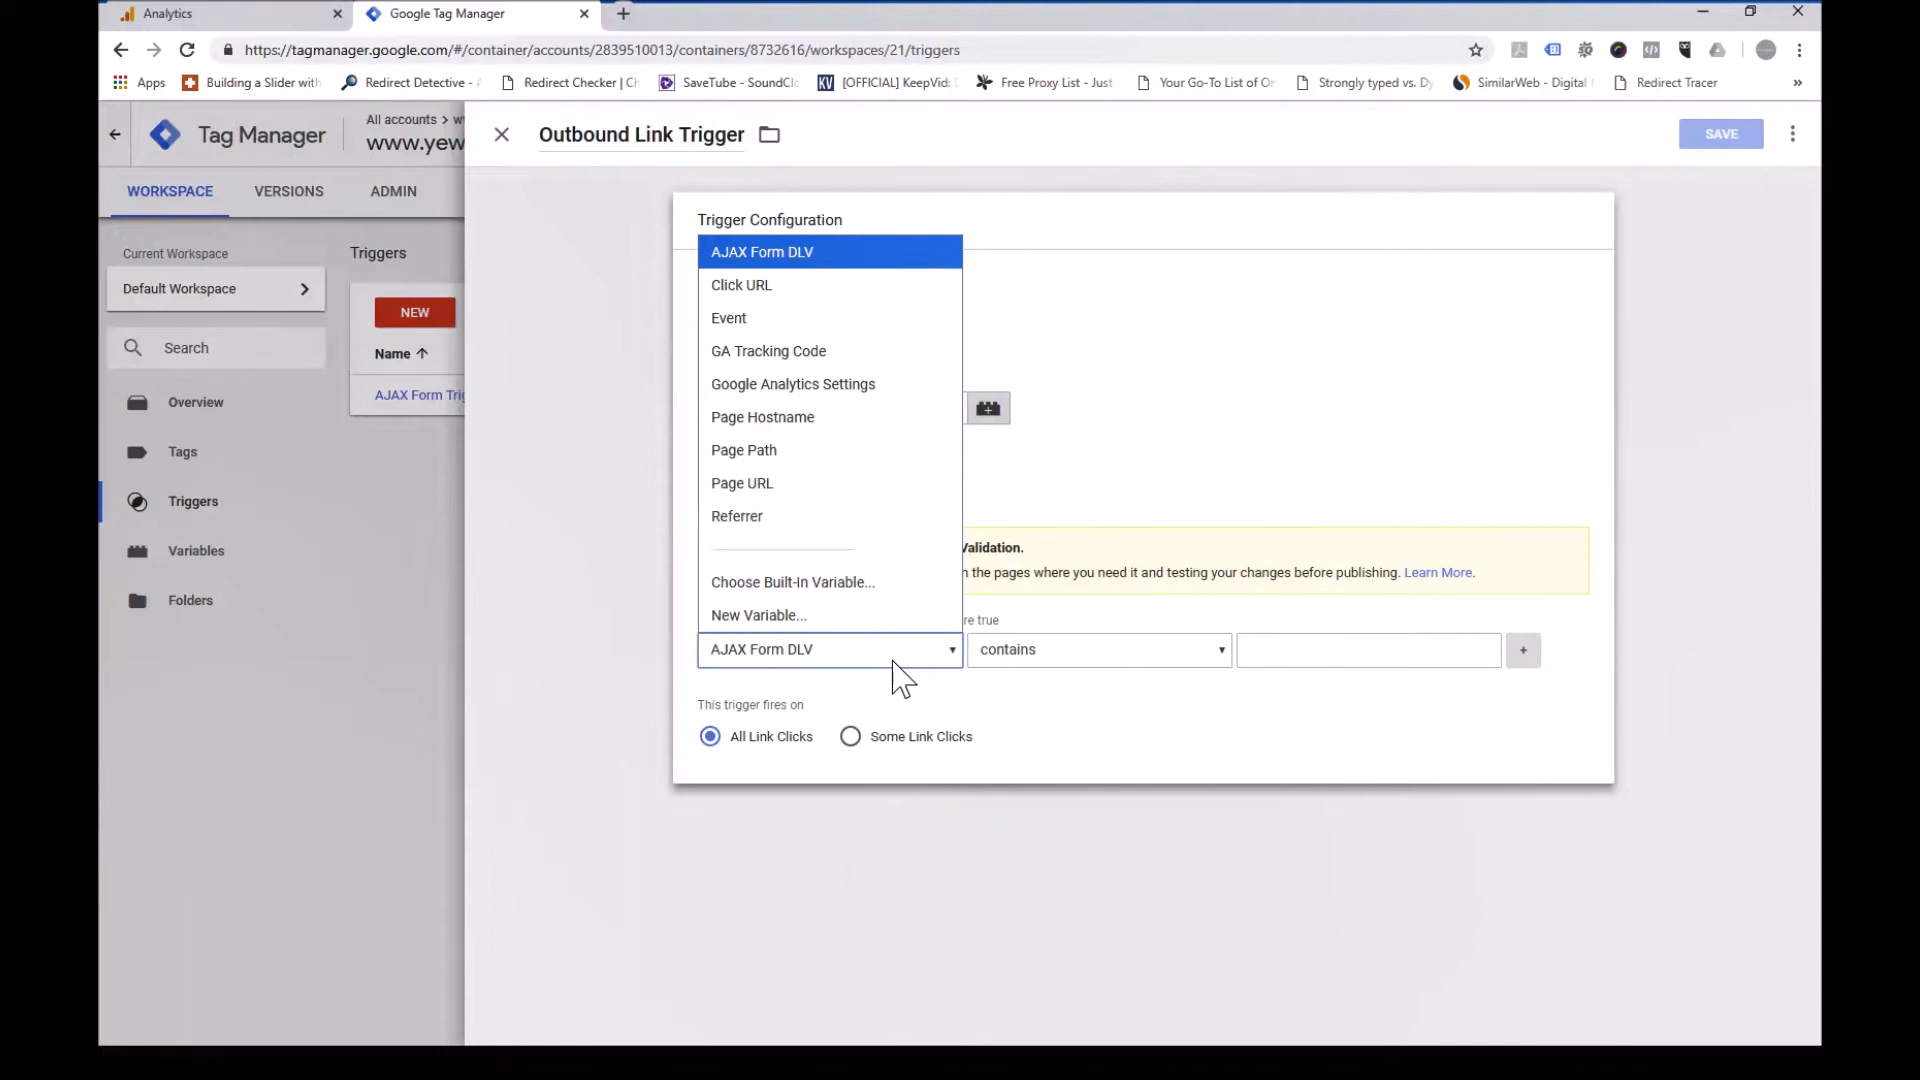 Analytics
Google Tag Manager
https://tagmanager.google.com/#/container/accounts/2839510013/containers/8732616/workspaces/21/triggers
Apps
Building a Slider with
Redirect Detective -
Redirect Checker | C
SaveTube - SoundCl
KV
[OFFICIAL] KeepVid:
Free Proxy List - Just
Your Go-To List of Or
Strongly typed vs. Dy
SimilarWeb - Digital
Redirect Tracer
»
Tag Manager
All accounts > w
www.yew
Outbound Link Trigger
SAVE
WORKSPACE
VERSIONS
ADMIN
Current Workspace
Default Workspace
Search
Overview
Tags
Triggers
Variables
Folders
Triggers
NEW
Name
AJAX Form Tri
Trigger Configuration
AJAX Form DLV
Click URL
Event
GA Tracking Code
Google Analytics Settings
Page Hostname
Page Path
Page URL
Referrer
Choose Built-In Variable...
New Variable...
Validation.
n the pages where you need it and testing your changes before publishing. Learn More.
re true
AJAX Form DLV
contains
+
This trigger fires on
All Link Clicks
Some Link Clicks